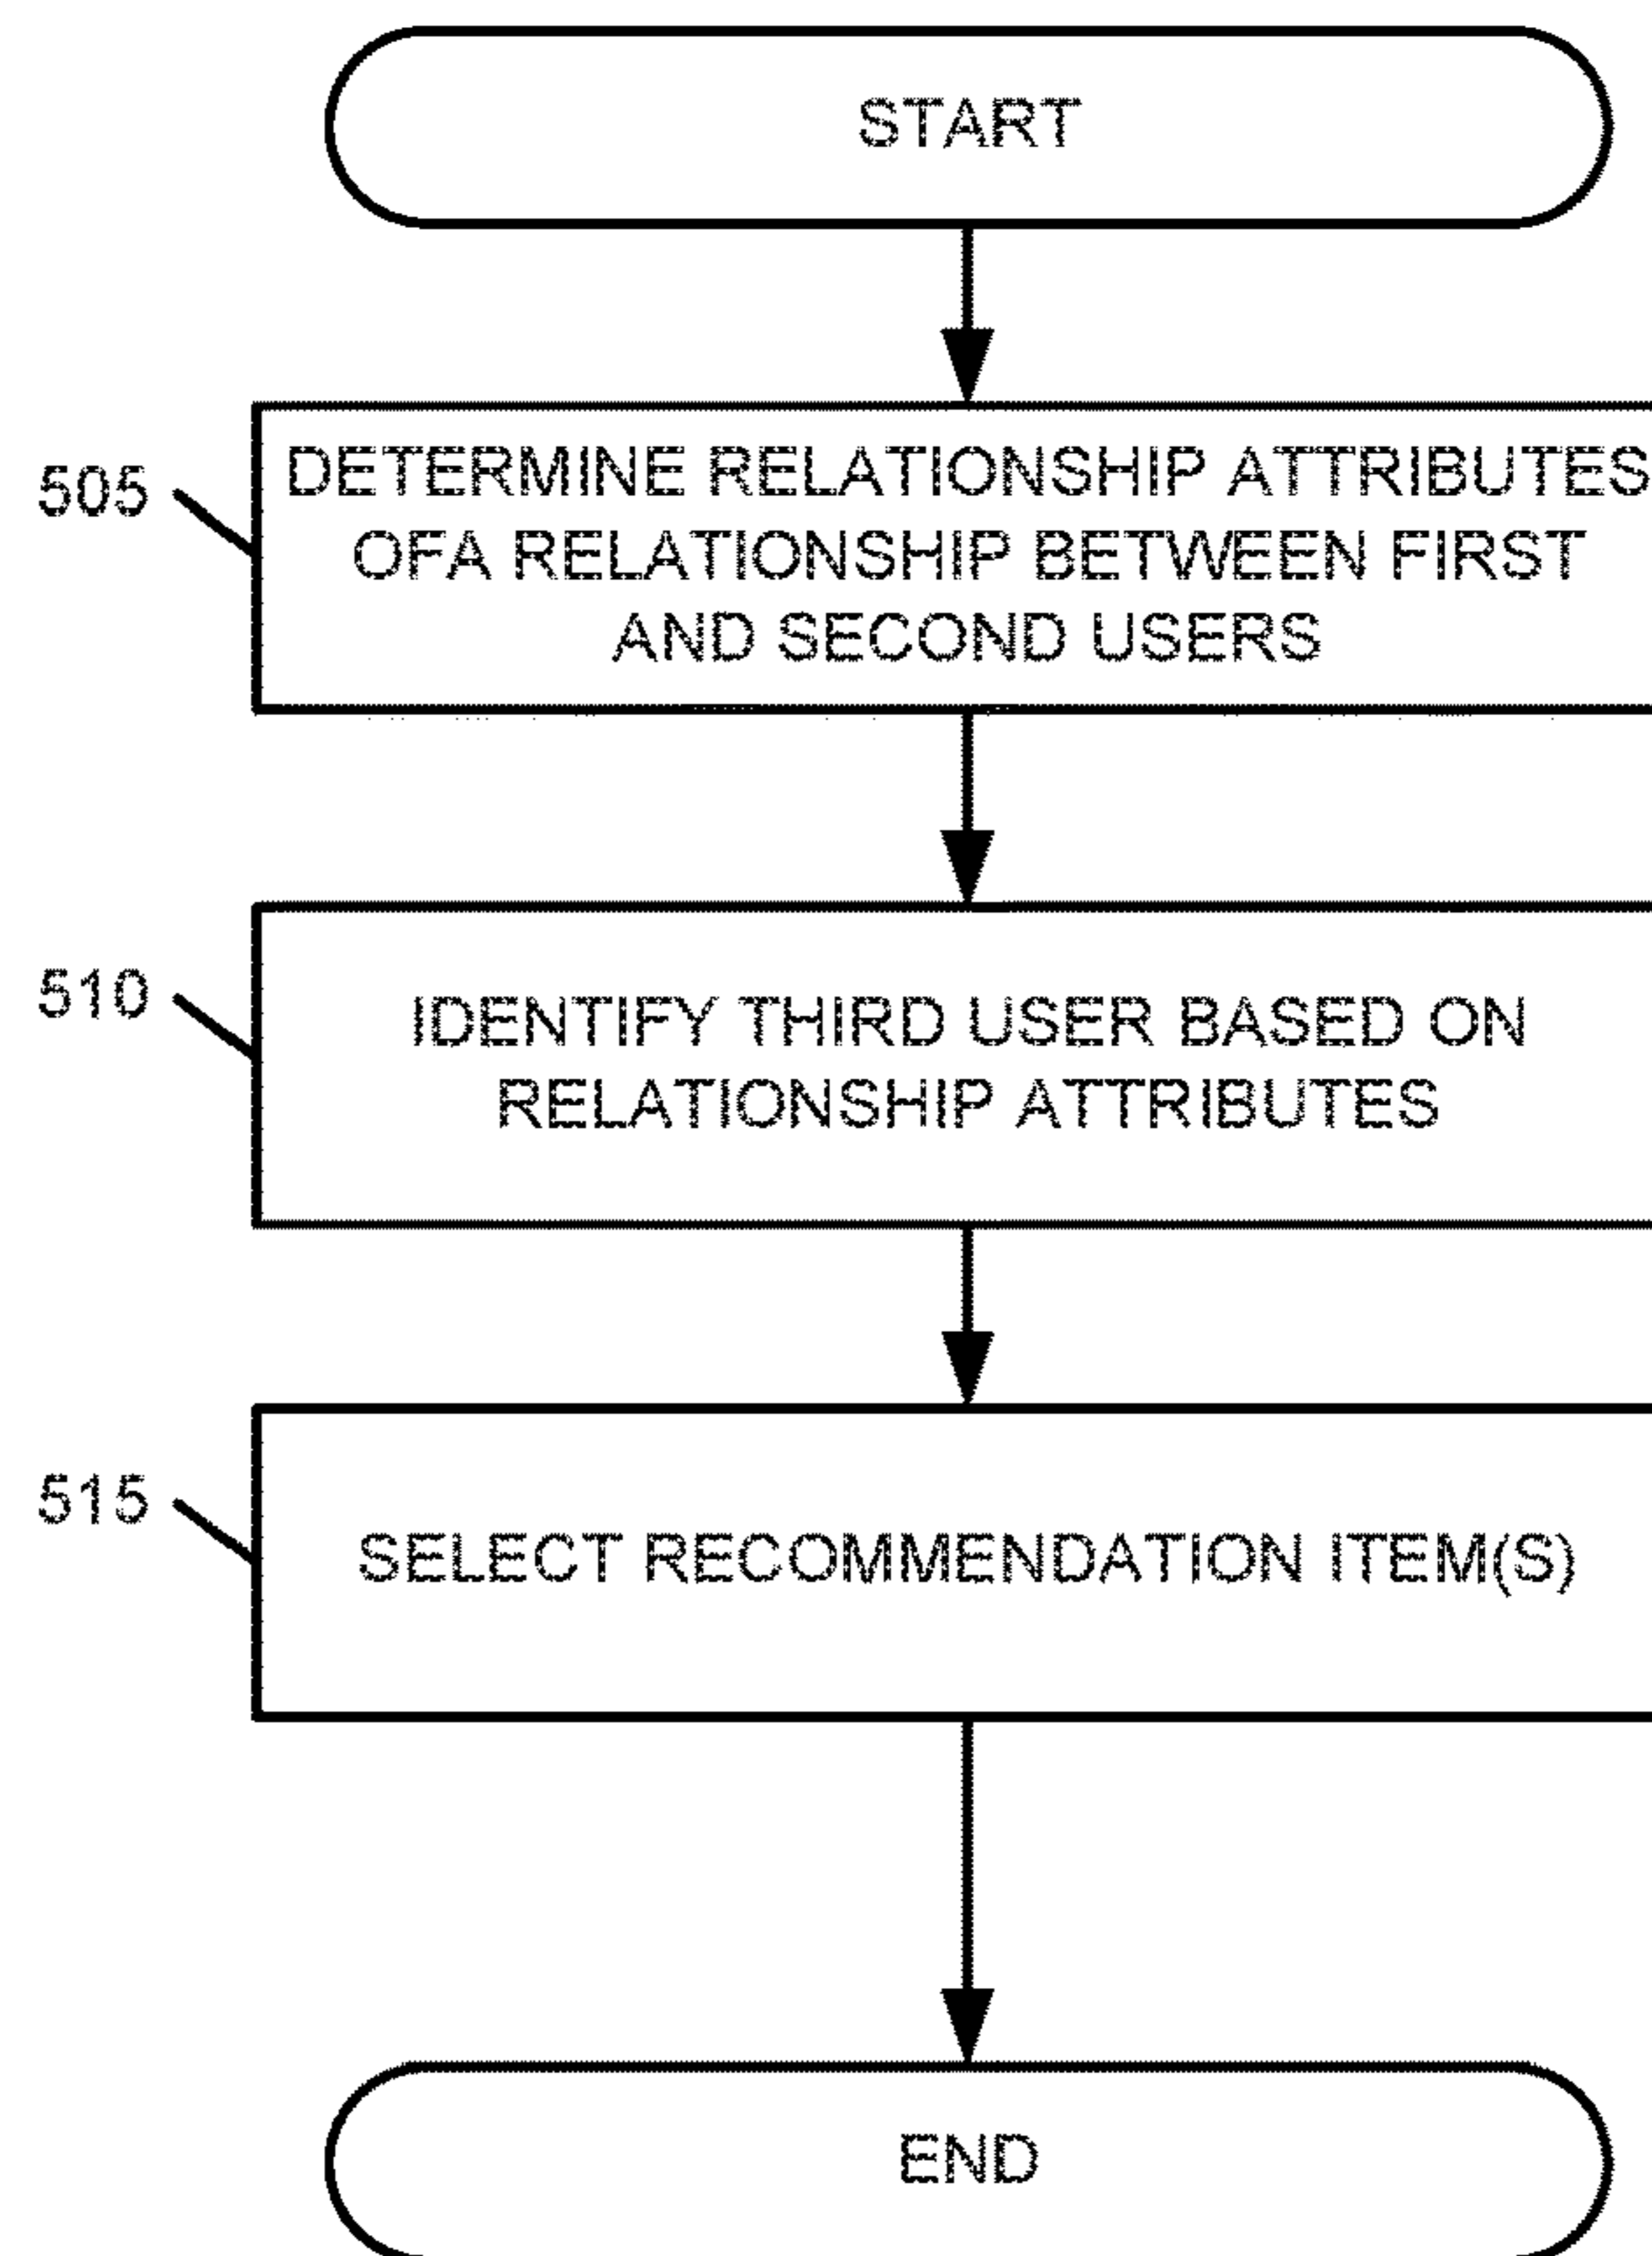 START
505
DETERMINE RELATIONSHIP ATTRIBUTES
OFA RELATIONSHIP BETWEEN FIRST
AND SECOND USERS
510
IDENTIFY THIRD USER BASED ON
RELATIONSHIP ATTRIBUTES
515
SELECT RECOMMENDATION ITEM(S)
END